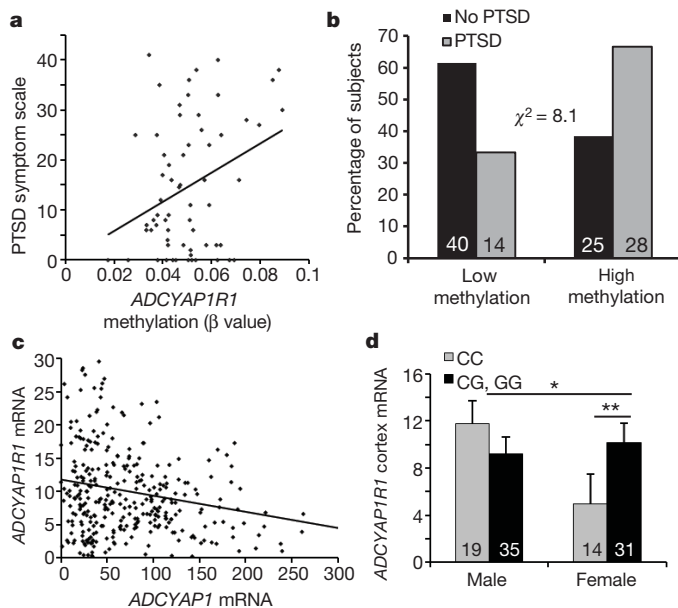 a
PTSD symptom scale
40
30
20
10
0
0
0.02
0.04
0.06
0.08
0.1
ADCYAP1R1
methylation (β value)
b
No PTSD
PTSD
Percentage of subjects
70
60
50
40
30
20
10
0
χ² = 8.1
40
14
25
28
Low
methylation
High
methylation
c
ADCYAP1R1 mRNA
30
25
20
15
10
5
0
0
50
100
150
200
250
300
ADCYAP1 mRNA
d
CC
CG, GG
ADCYAP1R1 cortex mRNA
16
12
8
4
0
*
**
19
35
14
31
Male
Female